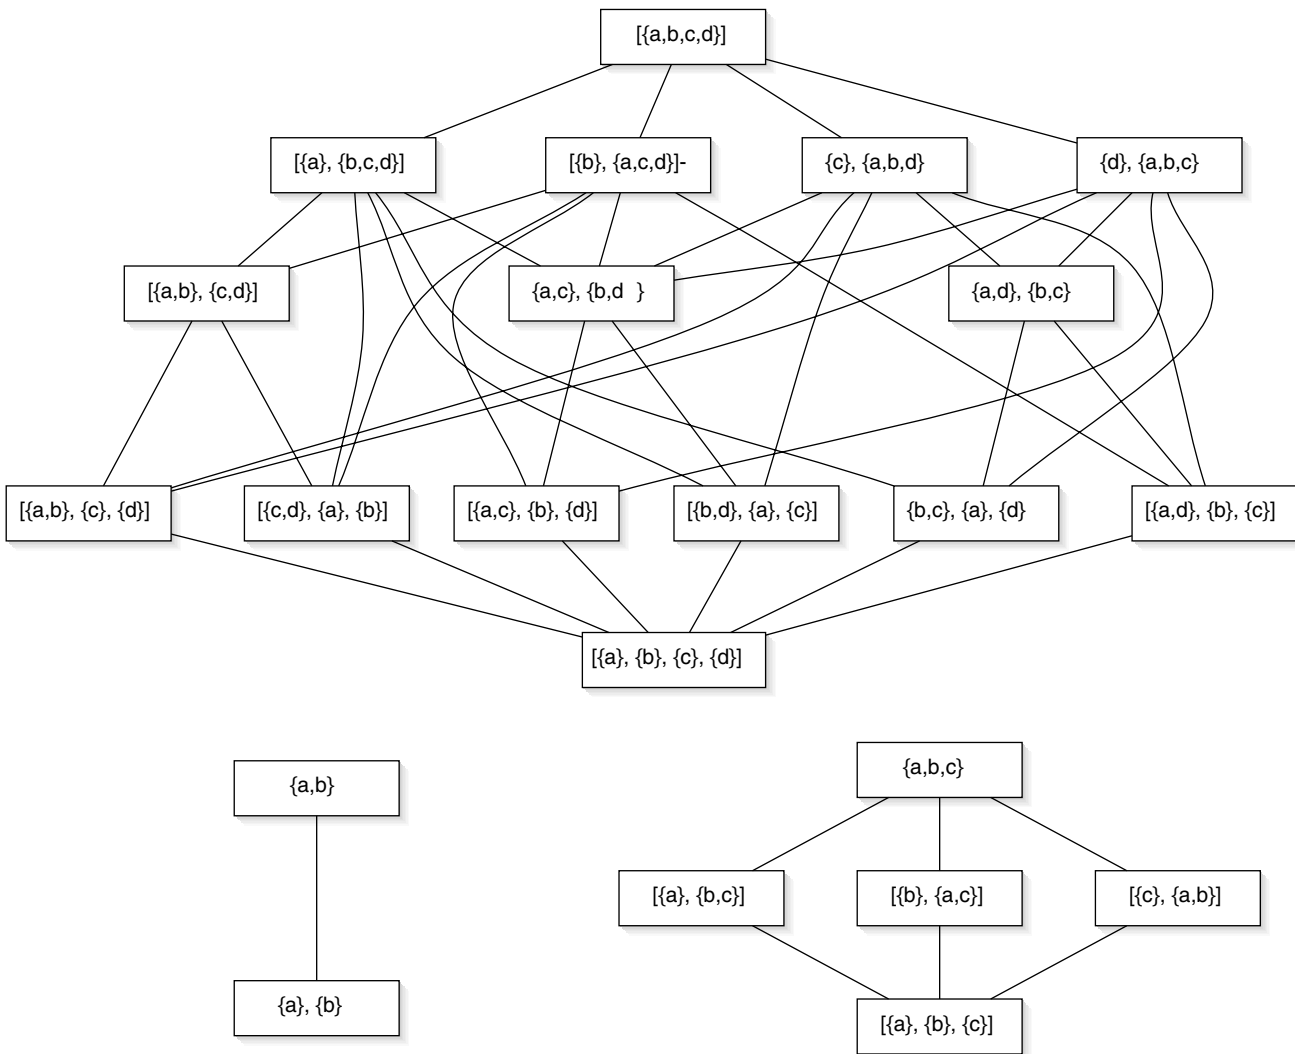 [{a,b,c,d}]
[{a}, {b,c,d}]
[{b}, {a,c,d}]-
{c}, {a,b,d}
{d}, {a,b,c}
[{a,b}, {c,d}]
{a,c}, {b,d  }
{a,d}, {b,c}
[{a,b}, {c}, {d}]
[{c,d}, {a}, {b}]
[{a,c}, {b}, {d}]
[{b,d}, {a}, {c}]
{b,c}, {a}, {d}
[{a,d}, {b}, {c}]
[{a}, {b}, {c}, {d}]
{a,b}
{a,b,c}
[{a}, {b,c}]
[{b}, {a,c}]
[{c}, {a,b}]
{a}, {b}
[{a}, {b}, {c}]